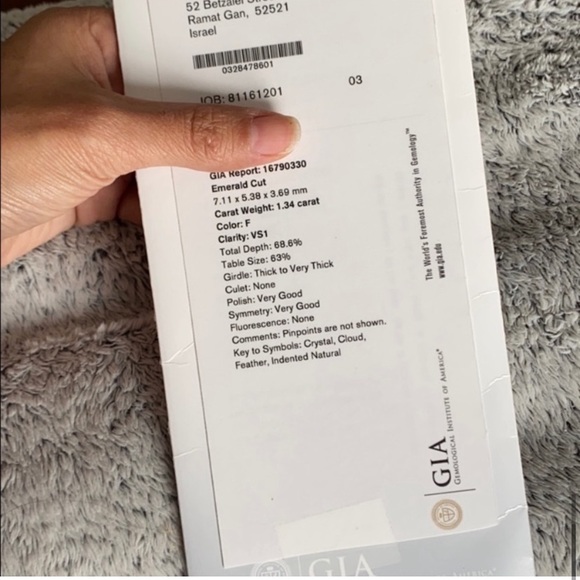 52 Betzalel
Ramat Gan, 52521
Israel
0328478601
JOB: 81161201
03
GIA Report: 16790330
Emerald Cut
7.11 x 5.38 x 3.69 mm
Carat Weight: 1.34 carat
Color: F
Clarity: VS1
Total Depth: 68.6%
Table Size: 63%
Girdle: Thick to Very Thick
Culet: None
Polish: Very Good
Symmetry: Very Good
Fluorescence: None
Comments: Pinpoints are not shown.
Key to Symbols: Crystal, Cloud,
Feather, Indented Natural
The World's Foremost Authority in Gemology™
www.gia.edu
GIA
GEMOLOGICAL INSTITUTE OF AMERICA®
GIA
AMERICA®